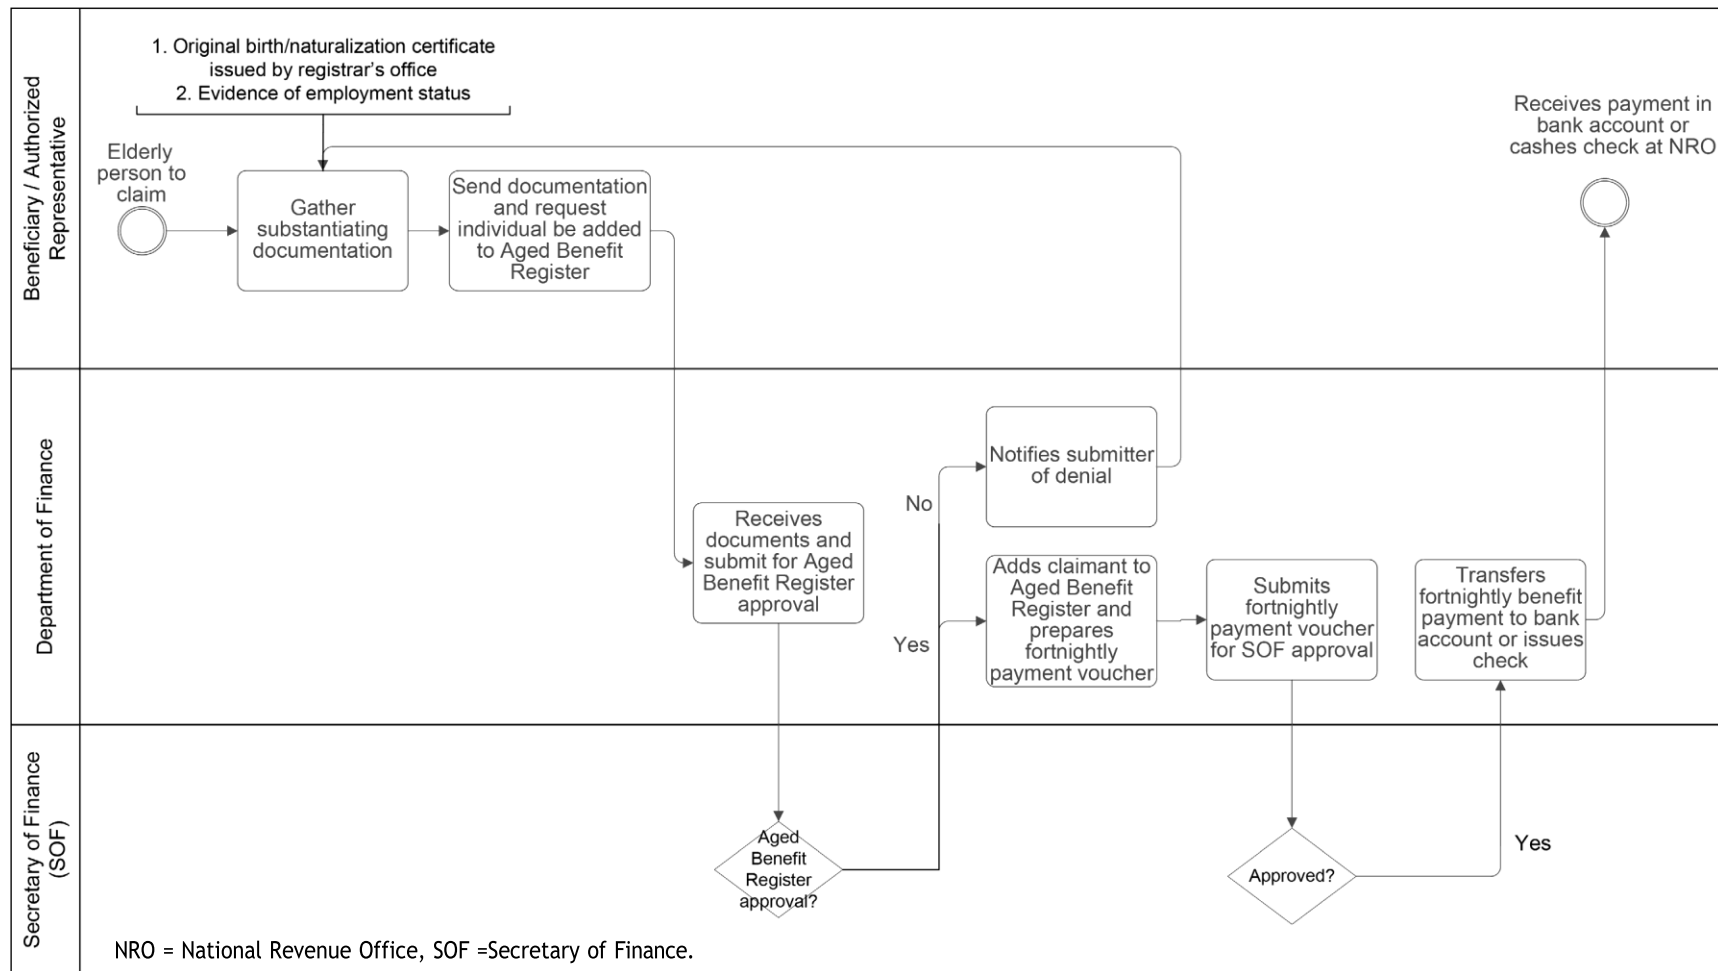 Beneficiary / Authorized
Representative
1. Original birth/naturalization certificate
issued by registrar's office
2. Evidence of employment status
Elderly
person to
claim
Gather
substantiating
documentation
Send documentation
and request
individual be added
to Aged Benefit
Register
Receives payment in
bank account or
cashes check at NRO
Department of Finance
Receives
documents and
submit for Aged
Benefit Register
approval
No
Notifies submitter
of denial
Yes
Adds claimant to
Aged Benefit
Register and
prepares
fortnightly
payment voucher
Submits
fortnightly
payment voucher
for SOF approval
Transfers
fortnightly benefit
payment to bank
account or issues
check
Secretary of Finance
(SOF)
Aged
Benefit
Register
approval?
Approved?
Yes
NRO = National Revenue Office, SOF =Secretary of Finance.